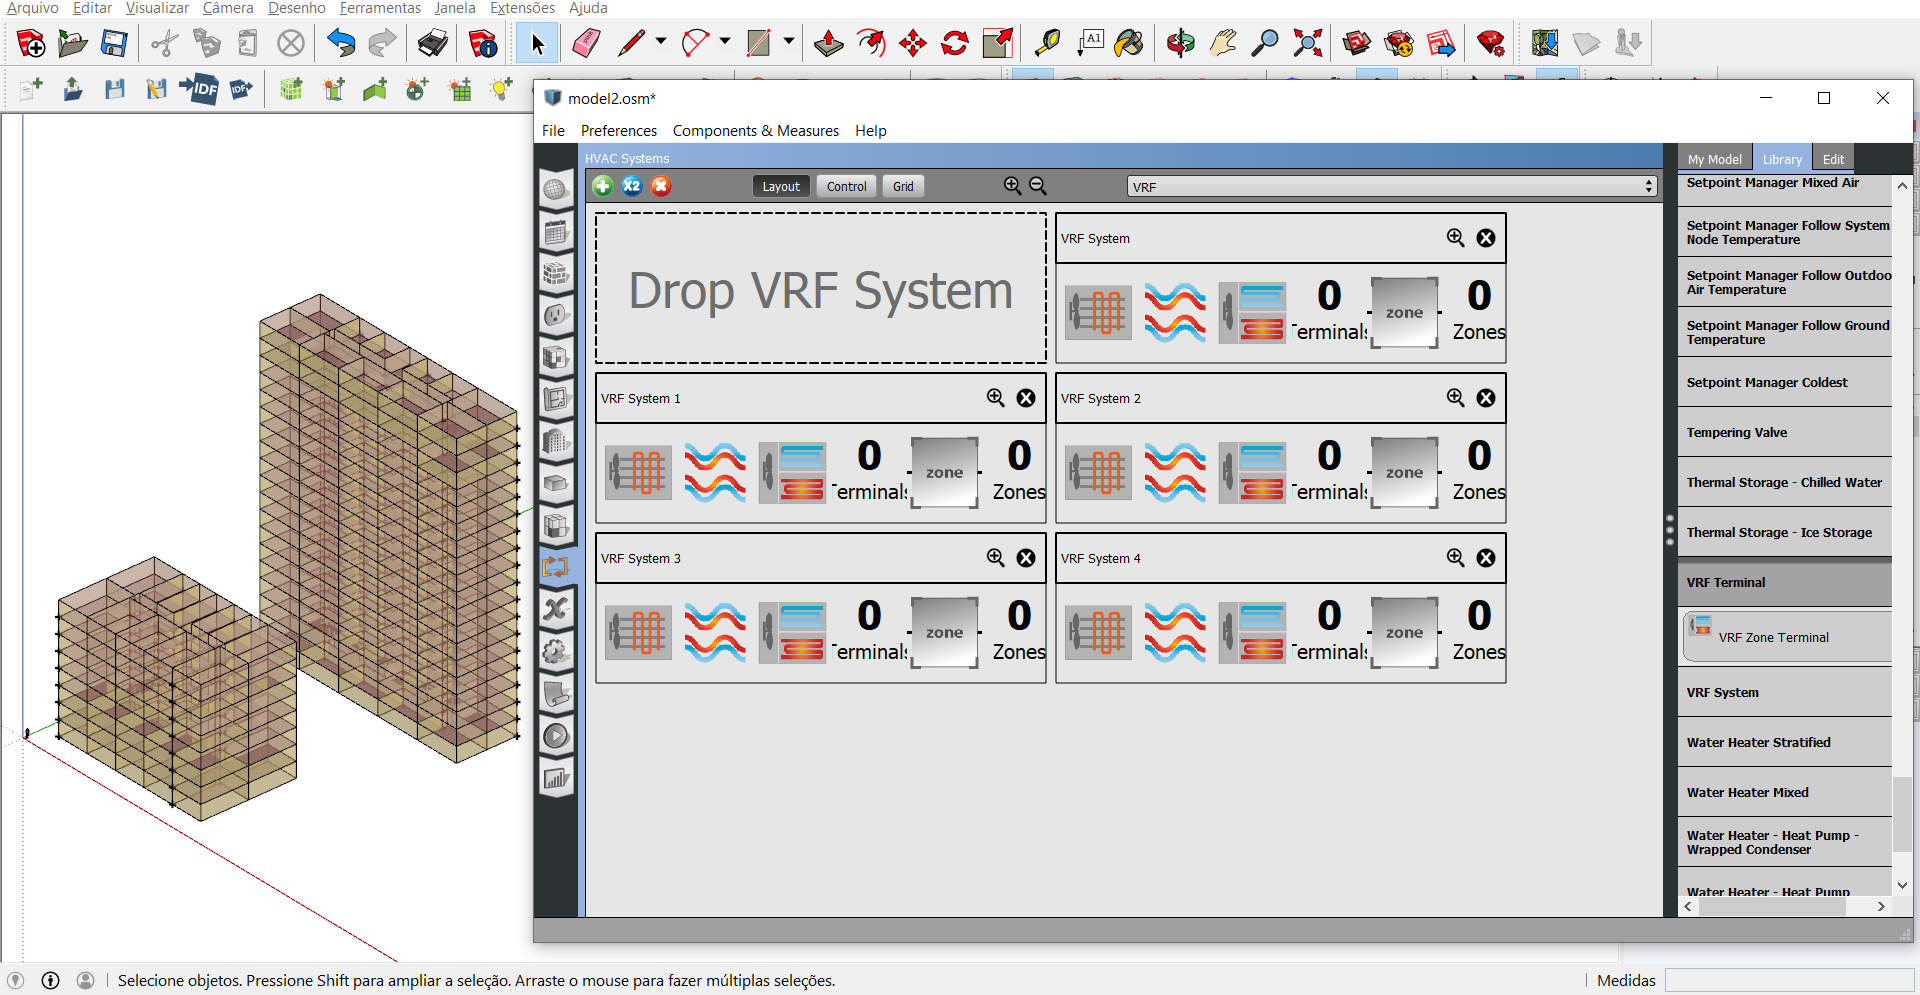 Arquivo Editar Visualizar Câmera Desenho Ferramentas Janela Extensões Ajuda
A1
IDF IDF
model2.osm*
File Preferences Components & Measures Help
HVAC Systems
X2 Layout Control Grid VRF
My Model Library Edit
Drop VRF System
VRF System
0 Terminals zone 0 Zones
VRF System 1
0 Terminals zone 0 Zones
VRF System 2
0 Terminals zone 0 Zones
VRF System 3
0 Terminals zone 0 Zones
VRF System 4
0 Terminals zone 0 Zones
Setpoint Manager Mixed Air
Setpoint Manager Follow System
Node Temperature
Setpoint Manager Follow Outdoo
Air Temperature
Setpoint Manager Follow Ground
Temperature
Setpoint Manager Coldest
Tempering Valve
Thermal Storage - Chilled Water
Thermal Storage - Ice Storage
VRF Terminal
VRF Zone Terminal
VRF System
Water Heater Stratified
Water Heater Mixed
Water Heater - Heat Pump -
Wrapped Condenser
Water Heater - Heat Pump
Selecione objetos. Pressione Shift para ampliar a seleção. Arraste o mouse para fazer múltiplas seleções.
Medidas